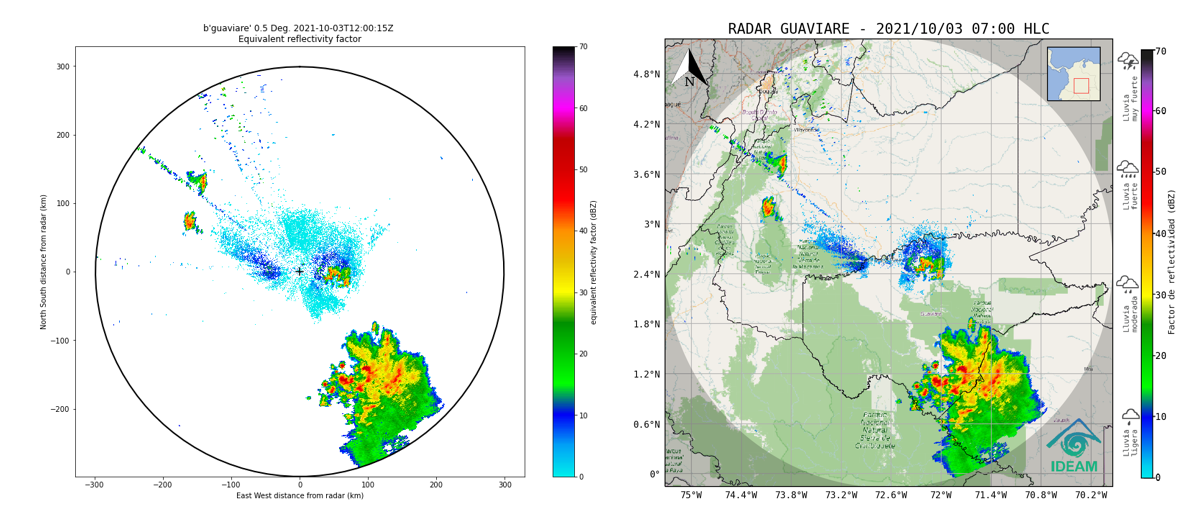 b'guaviare' 0.5 Deg. 2021-10-03T12:00:15Z
Equivalent reflectivity factor
300
200
100
0
−100
−200
North South distance from radar (km)
−300
−200
−100
0
100
200
300
East West distance from radar (km)
70
60
50
40
30
20
10
0
equivalent reflectivity factor (dBZ)
RADAR GUAVIARE - 2021/10/03 07:00 HLC
4.8°N
4.2°N
3.6°N
3°N
2.4°N
1.8°N
1.2°N
0.6°N
0°
75°W
74.4°W
73.8°W
73.2°W
72.6°W
72°W
71.4°W
70.8°W
70.2°W
N
Parque
Nacional
Natural
Sierra de
Chiribiquete
IDEAM
Lluvia
muy fuerte
Lluvia
fuerte
Lluvia
moderada
Lluvia
ligera
70
60
50
40
30
20
10
0
Factor de reflectividad (dBZ)